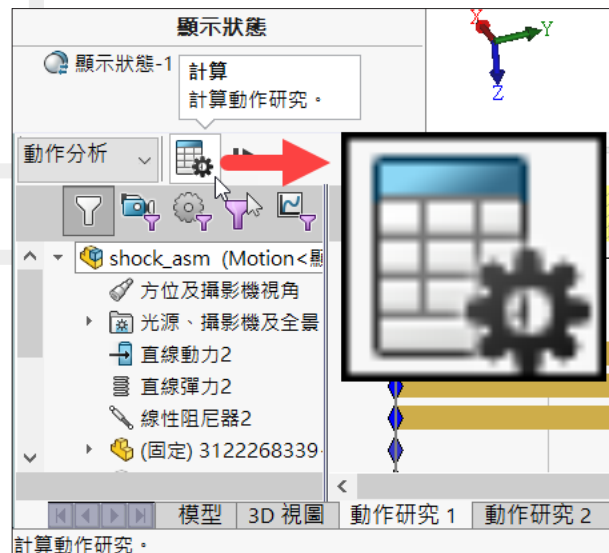 顯示狀態
顯示狀態-1
計算
計算動作研究。
X
Y
Z
動作分析
shock_asm (Motion<顯
方位及攝影機視角
光源、攝影機及全景
直線動力2
直線彈力2
線性阻尼器2
(固定) 3122268339
模型 3D 視圖 動作研究 1 動作研究 2
計算動作研究。